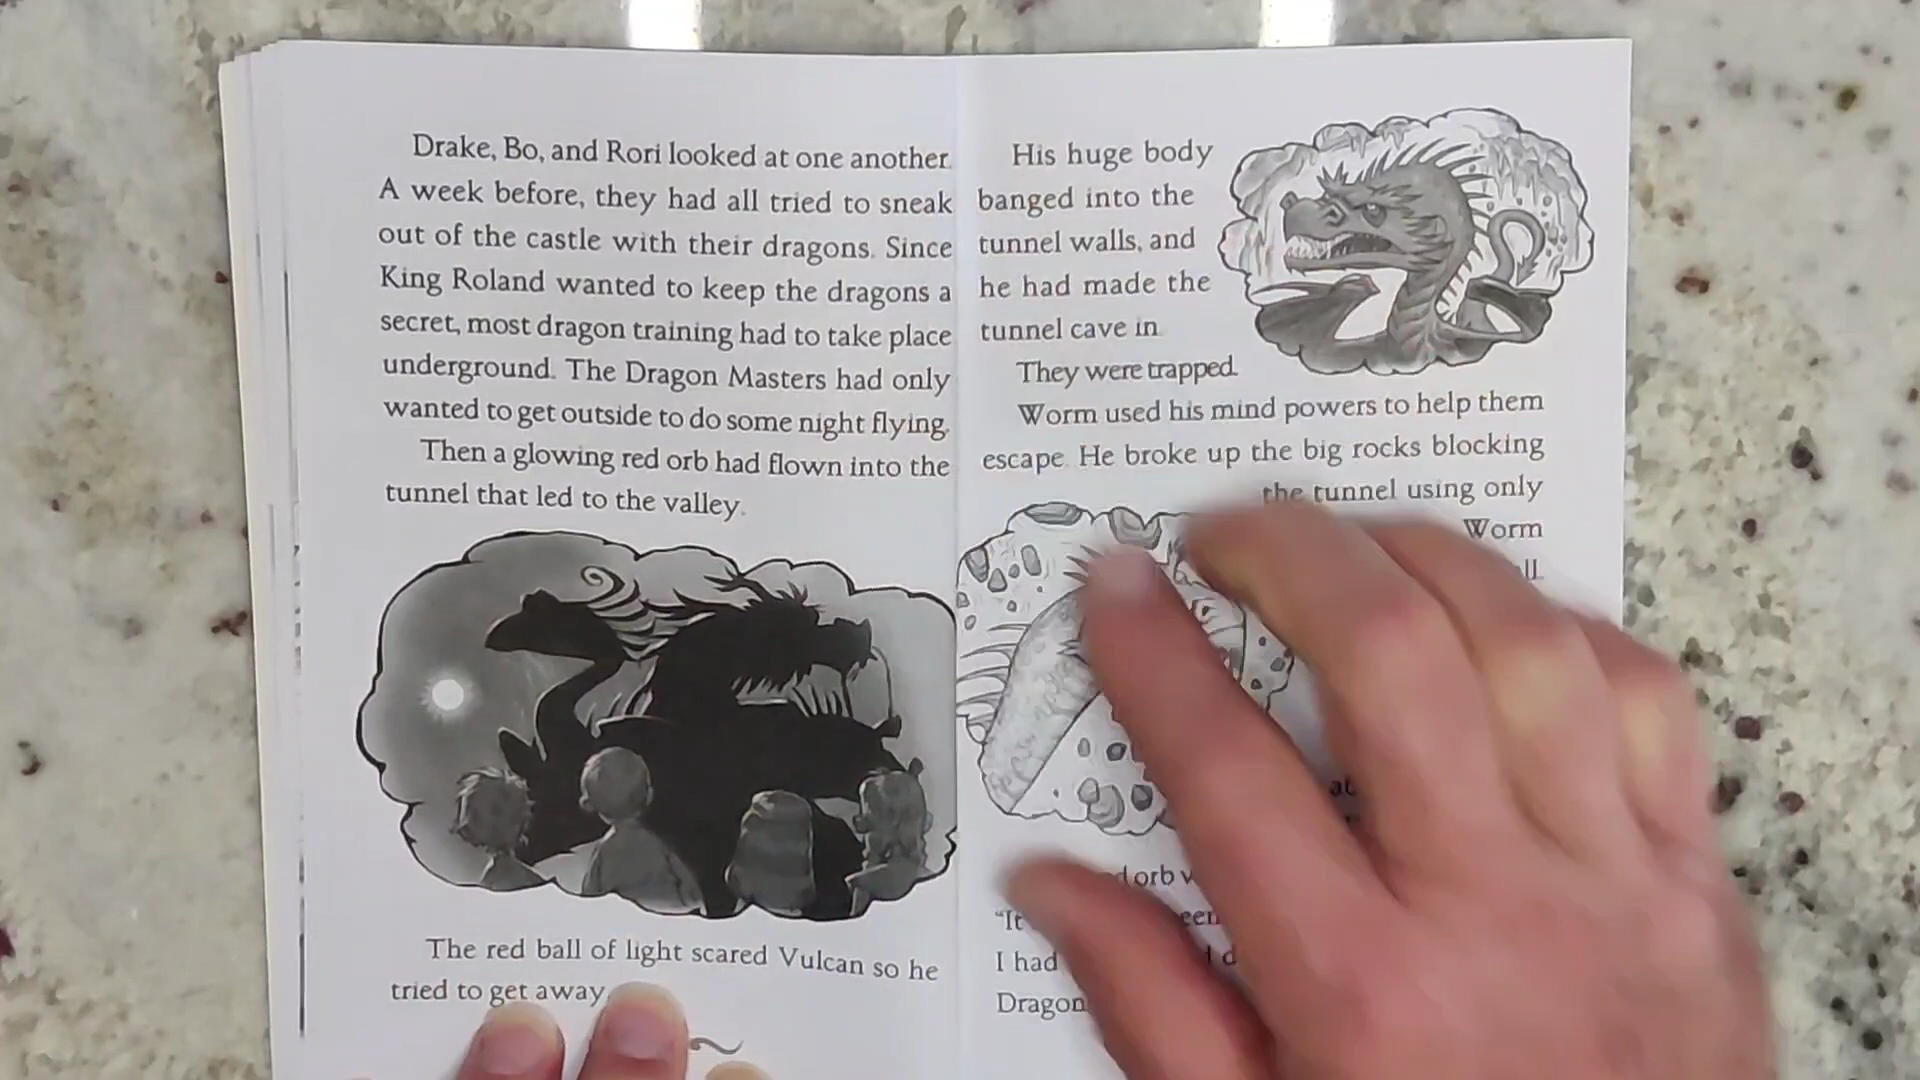 Drake, Bo, and Rori looked at one another.
A week before, they had all tried to sneak
out of the castle with their dragons. Since
King Roland wanted to keep the dragons a
secret, most dragon training had to take place
underground. The Dragon Masters had only
wanted to get outside to do some night flying.
Then a glowing red orb had flown into the
tunnel that led to the valley.
The red ball of light scared Vulcan so he
tried to get away.
His huge body
banged into the
tunnel walls, and
he had made the
tunnel cave in.
They were trapped.
Worm used his mind powers to help them
escape. He broke up the big rocks blocking
the tunnel using only
Worm
orb
"It
I had
Dragon